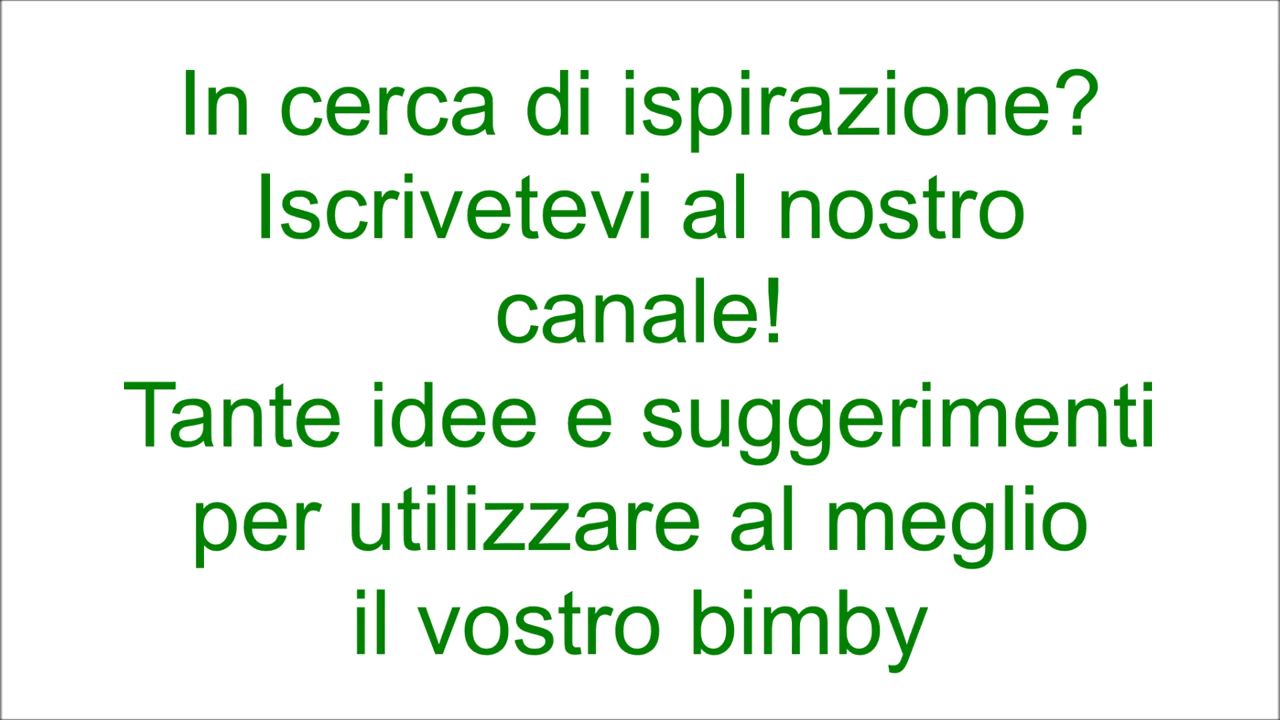 In cerca di ispirazione?
Iscrivetevi al nostro
canale!
Tante idee e suggerimenti
per utilizzare al meglio
il vostro bimby